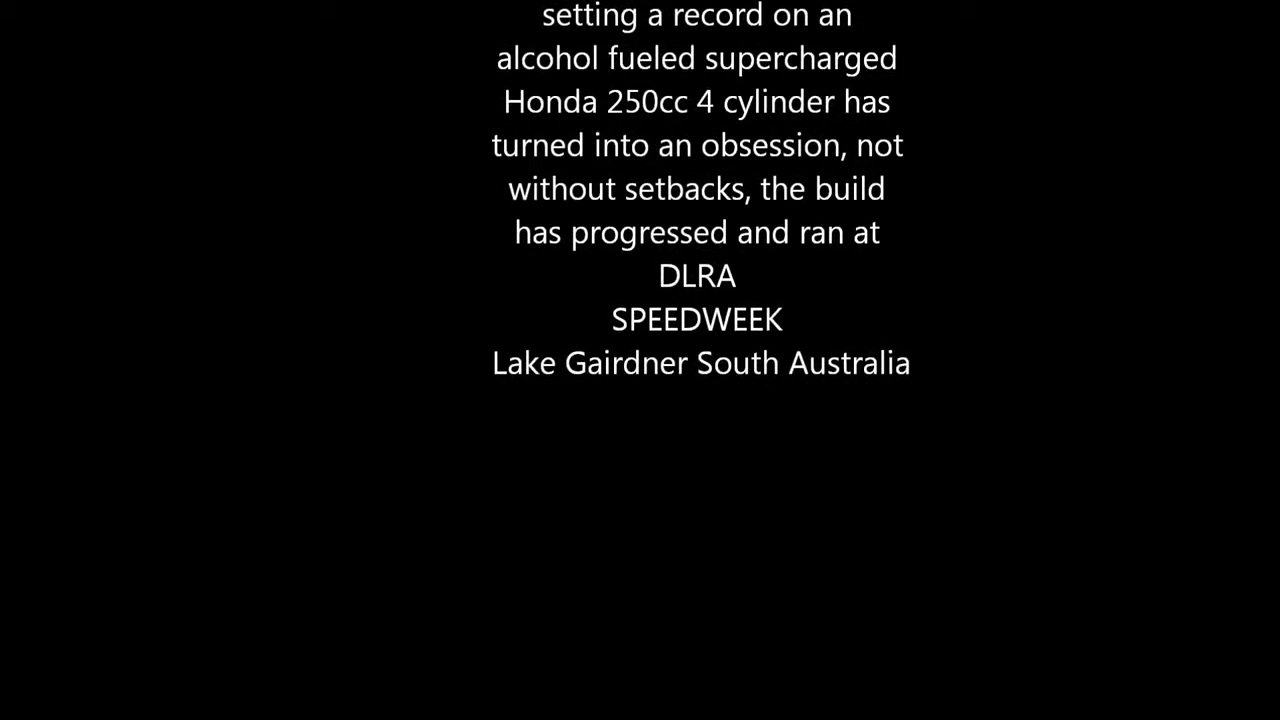 setting a record on an
alcohol fueled supercharged
Honda 250cc 4 cylinder has
turned into an obsession, not
without setbacks, the build
has progressed and ran at
DLRA
SPEEDWEEK
Lake Gairdner South Australia